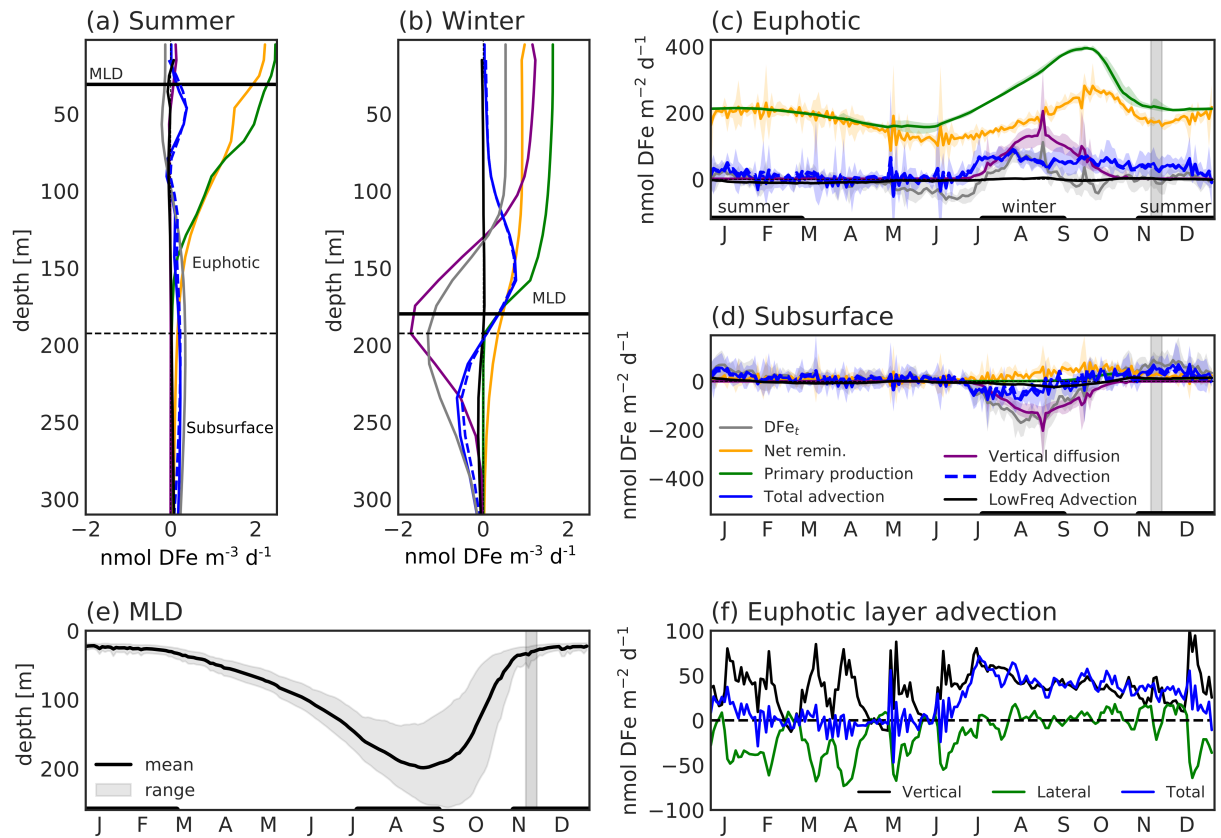 (a) Summer
MLD
Euphotic
Subsurface
50
100
150
200
250
300
depth [m]
−2
0
2
nmol DFe m⁻³ d⁻¹
(b) Winter
MLD
50
100
150
200
250
300
depth [m]
−2
0
2
nmol DFe m⁻³ d⁻¹
(c) Euphotic
400
200
0
nmol DFe m⁻² d⁻¹
summer
winter
summer
J F M A M J J A S O N D
(d) Subsurface
0
−200
−400
nmol DFe m⁻² d⁻¹
DFeₜ
Net remin.
Primary production
Total advection
Vertical diffusion
Eddy Advection
LowFreq Advection
J F M A M J J A S O N D
(e) MLD
0
100
200
depth [m]
mean
range
J F M A M J J A S O N D
(f) Euphotic layer advection
100
50
0
−50
−100
nmol DFe m⁻² d⁻¹
Vertical
Lateral
Total
J F M A M J J A S O N D